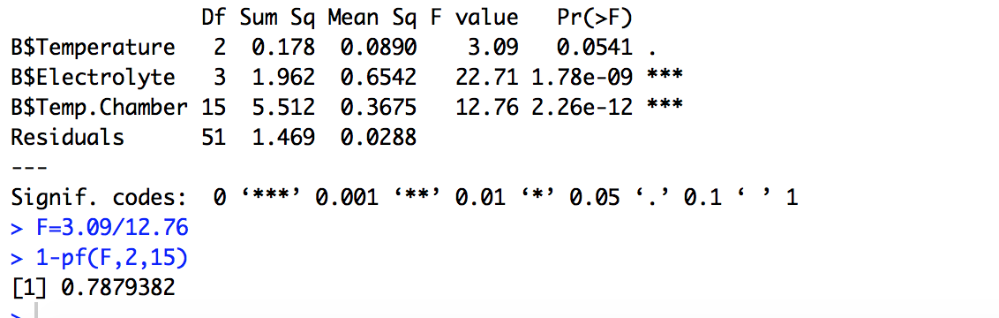 Df Sum Sq Mean Sq F value Pr(>F)
B$Temperature 2 0.178 0.0890 3.09 0.0541 .
B$Electrolyte 3 1.962 0.6542 22.71 1.78e-09 ***
B$Temp.Chamber 15 5.512 0.3675 12.76 2.26e-12 ***
Residuals 51 1.469 0.0288
---
Signif. codes: 0 ‘***’ 0.001 ‘**’ 0.01 ‘*’ 0.05 ‘.’ 0.1 ‘ ’ 1
> F=3.09/12.76
> 1-pf(F,2,15)
[1] 0.7879382
>